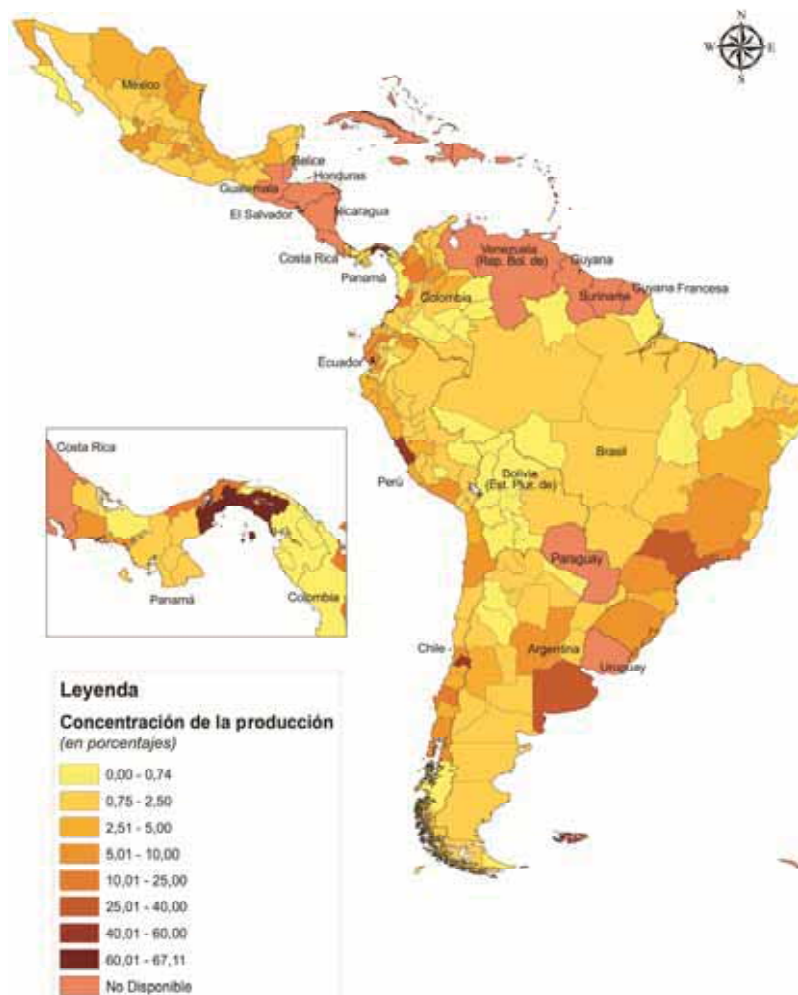 N
W E
S
México
Belice
Honduras
Guatemala
El Salvador
Nicaragua
Costa Rica
Panamá
Venezuela
(Rep. Bol. de)
Guyana
Guyana Francesa
Suriname
Colombia
Ecuador
Brasil
Perú
Bolivia
(Est. Plur. de)
Paraguay
Chile
Argentina
Uruguay
Costa Rica
Panamá
Colombia
Leyenda
Concentración de la producción
(en porcentajes)
0,00 - 0,74
0,75 - 2,50
2,51 - 5,00
5,01 - 10,00
10,01 - 25,00
25,01 - 40,00
40,01 - 60,00
60,01 - 67,11
No Disponible